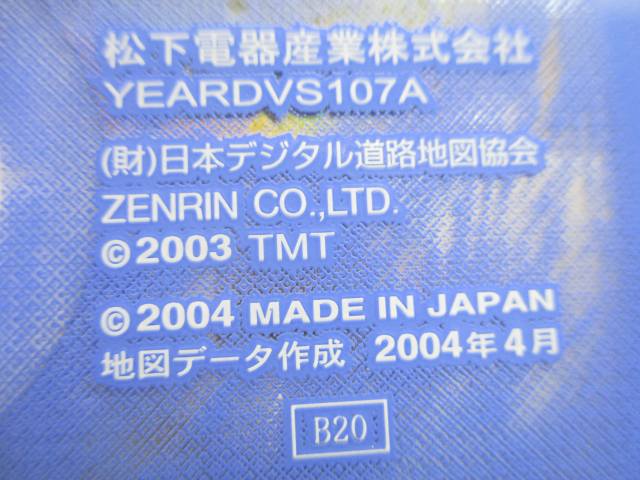 松下電器産業株式会社
YEARDVS107A
(財)日本デジタル道路地図協会
ZENRIN CO.,LTD.
©2003 TMT
©2004 MADE IN JAPAN
地図データ作成 2004年4月
B20